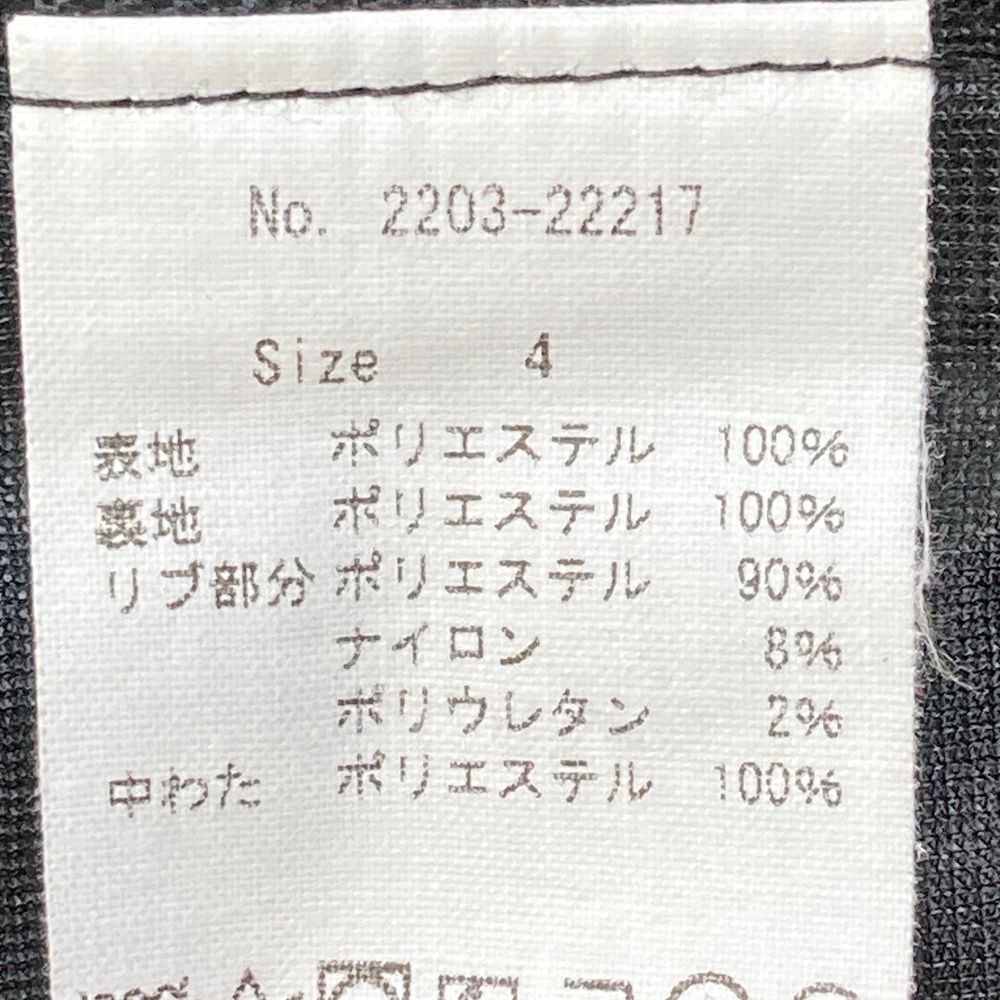 No. 2203-22217
Size 4
表地 ポリエステル 100%
裏地 ポリエステル 100%
リブ部分 ポリエステル 90%
ナイロン 8%
ポリウレタン 2%
中わた ポリエステル 100%